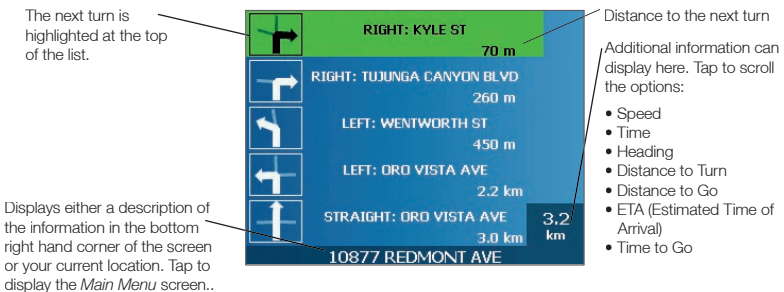 The next turn is
highlighted at the top
of the list.
Displays either a description of
the information in the bottom
right hand corner of the screen
or your current location. Tap to
display the Main Menu screen..
RIGHT: KYLE ST
70 m
RIGHT: TUJUNGA CANYON BLVD
260 m
LEFT: WENTWORTH ST
450 m
LEFT: ORO VISTA AVE
2.2 km
STRAIGHT: ORO VISTA AVE
3.0 km
3.2
km
10877 REDMONT AVE
Distance to the next turn
Additional information can
display here. Tap to scroll
the options:
• Speed
• Time
• Heading
• Distance to Turn
• Distance to Go
• ETA (Estimated Time of
Arrival)
• Time to Go